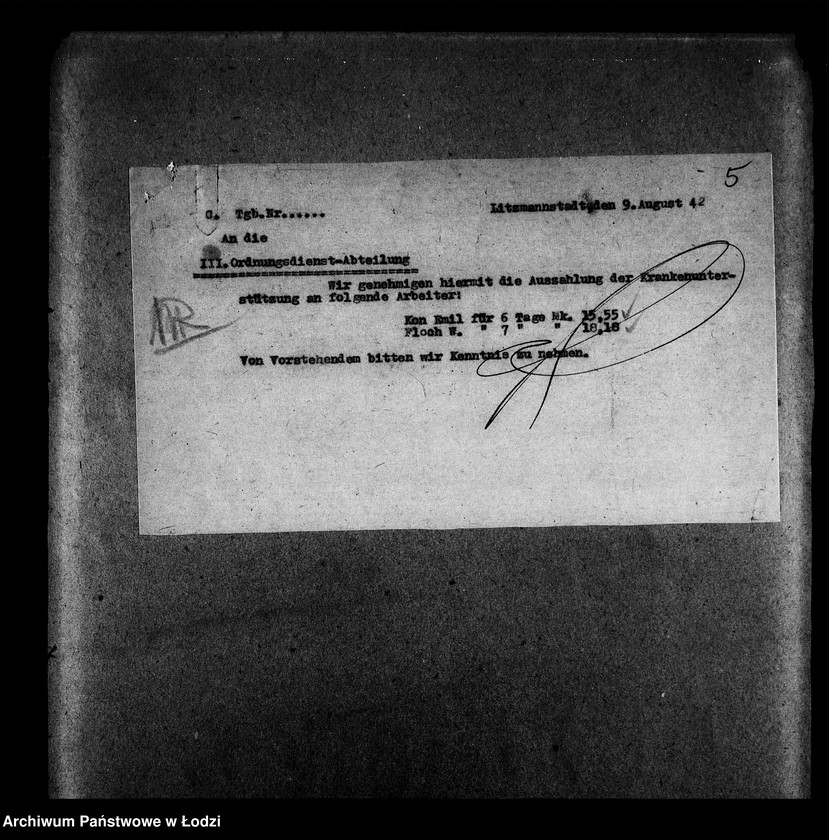 5
C. Tgb.Nr......
Litzmannstadt,den 9.August 42
An die
III.Ordnungsdienst-Abteilung
Wir genehmigen hiermit die Auszahlung der Krankenunter-
stützung an folgende Arbeiter:
Kon Emil für 6 Tage Mk. 15,55
Floch W. " 7 " " 18,18
Von Vorstehendem bitten wir Kenntnis zu nehmen.
Archiwum Państwowe w Łodzi